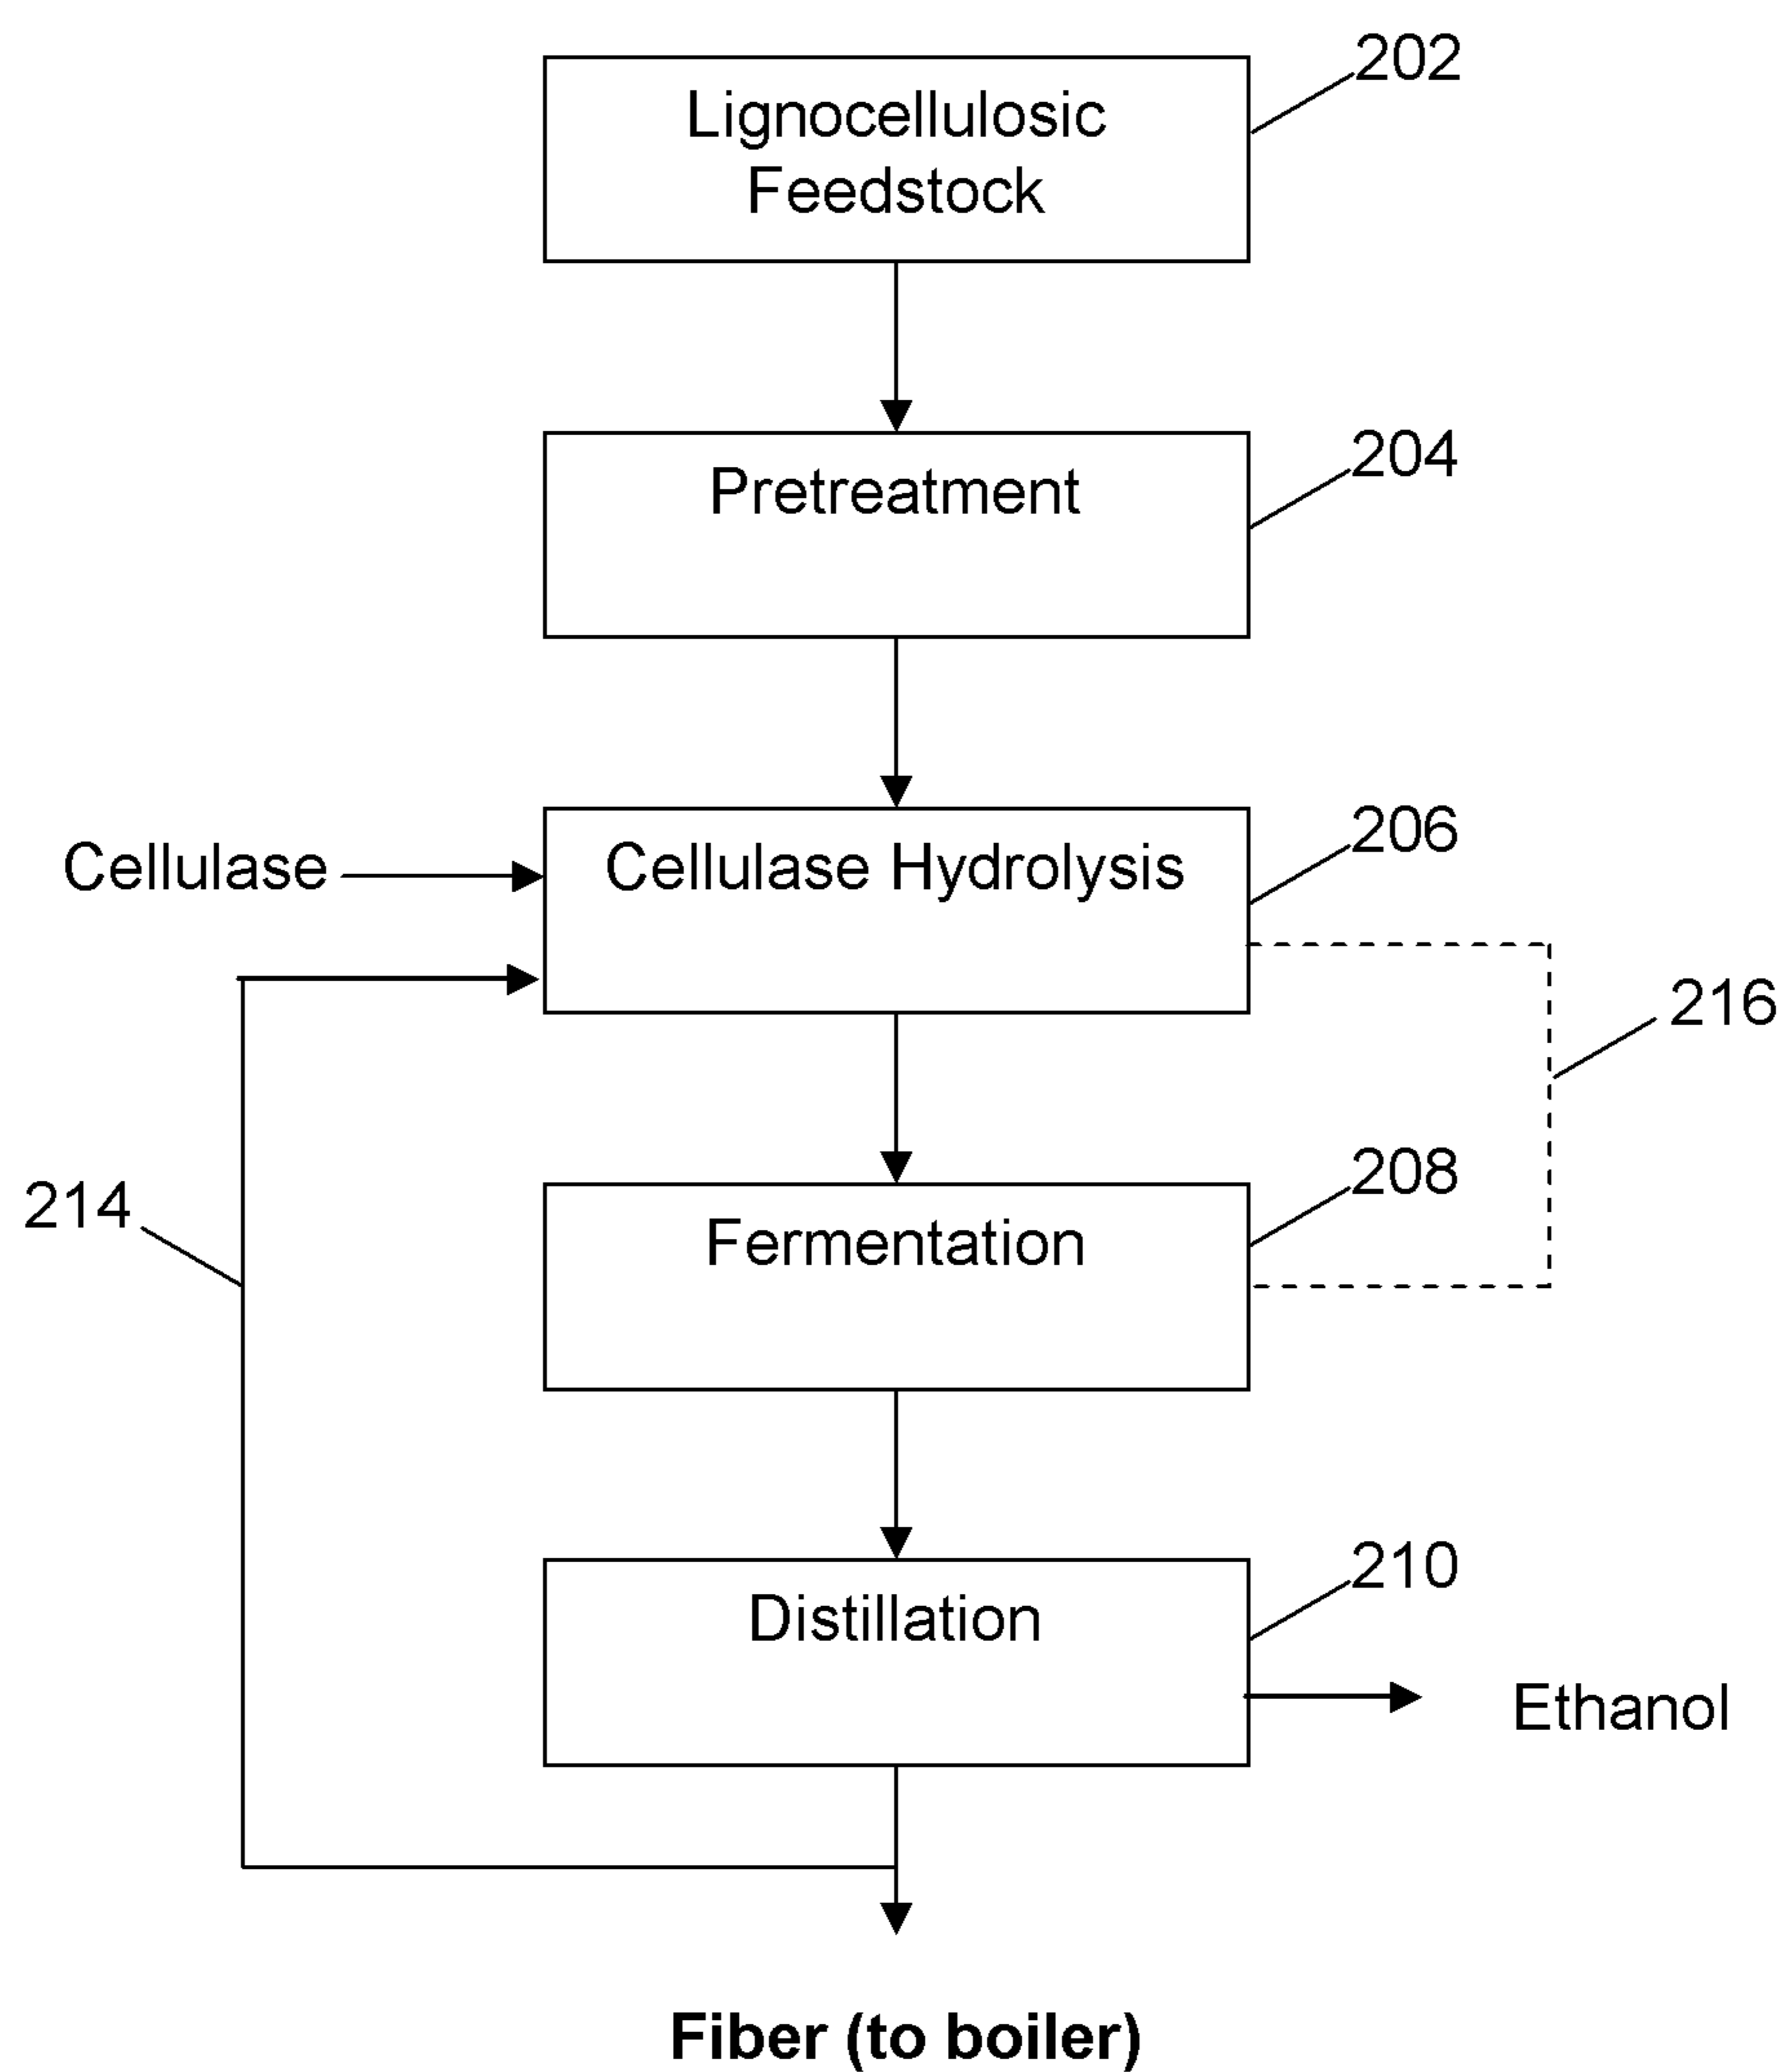 202
Lignocellulosic
Feedstock
204
Pretreatment
206
Cellulase
Cellulase Hydrolysis
216
214
208
Fermentation
210
Distillation
Ethanol
Fiber (to boiler)